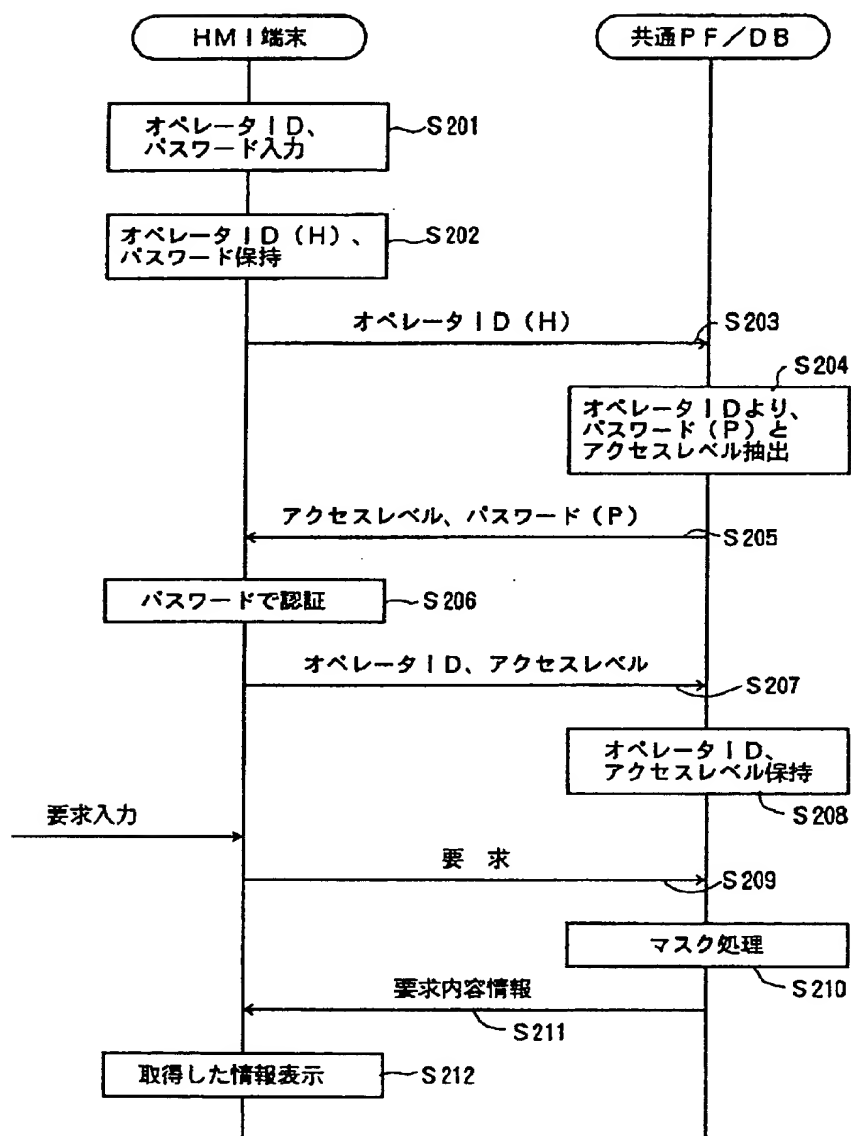 HMI端末
共通PF/DB
オペレータID、
パスワード入力
S201
オペレータID(H)、
パスワード保持
S202
オペレータID(H)
S203
S204
オペレータIDより、
パスワード(P)と
アクセスレベル抽出
アクセスレベル、パスワード(P)
S205
パスワードで認証
S206
オペレータID、アクセスレベル
S207
オペレータID、
アクセスレベル保持
S208
要求入力
要 求
S209
マスク処理
S210
要求内容情報
S211
取得した情報表示
S212